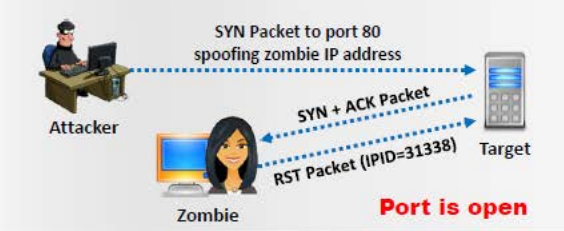 SYN Packet to port 80
spoofing zombie IP address
Attacker
SYN + ACK Packet
RST Packet (IPID=31338)
Target
Zombie
Port is open